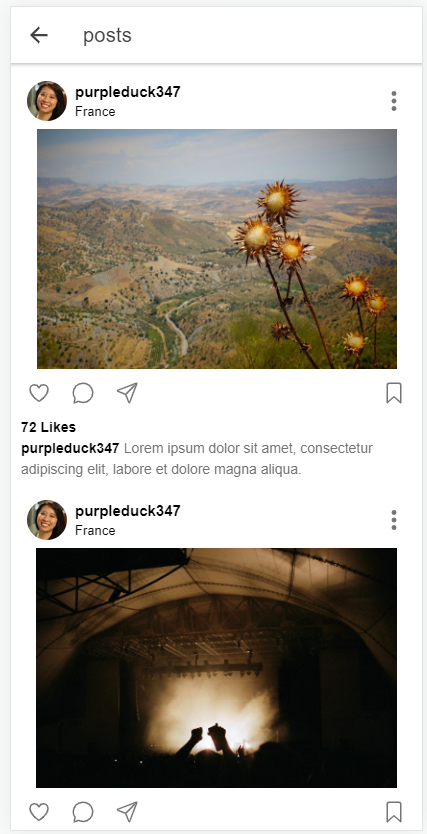 posts
purpleduck347
France
72 Likes
purpleduck347 Lorem ipsum dolor sit amet, consectetur
adipiscing elit, labore et dolore magna aliqua.
purpleduck347
France